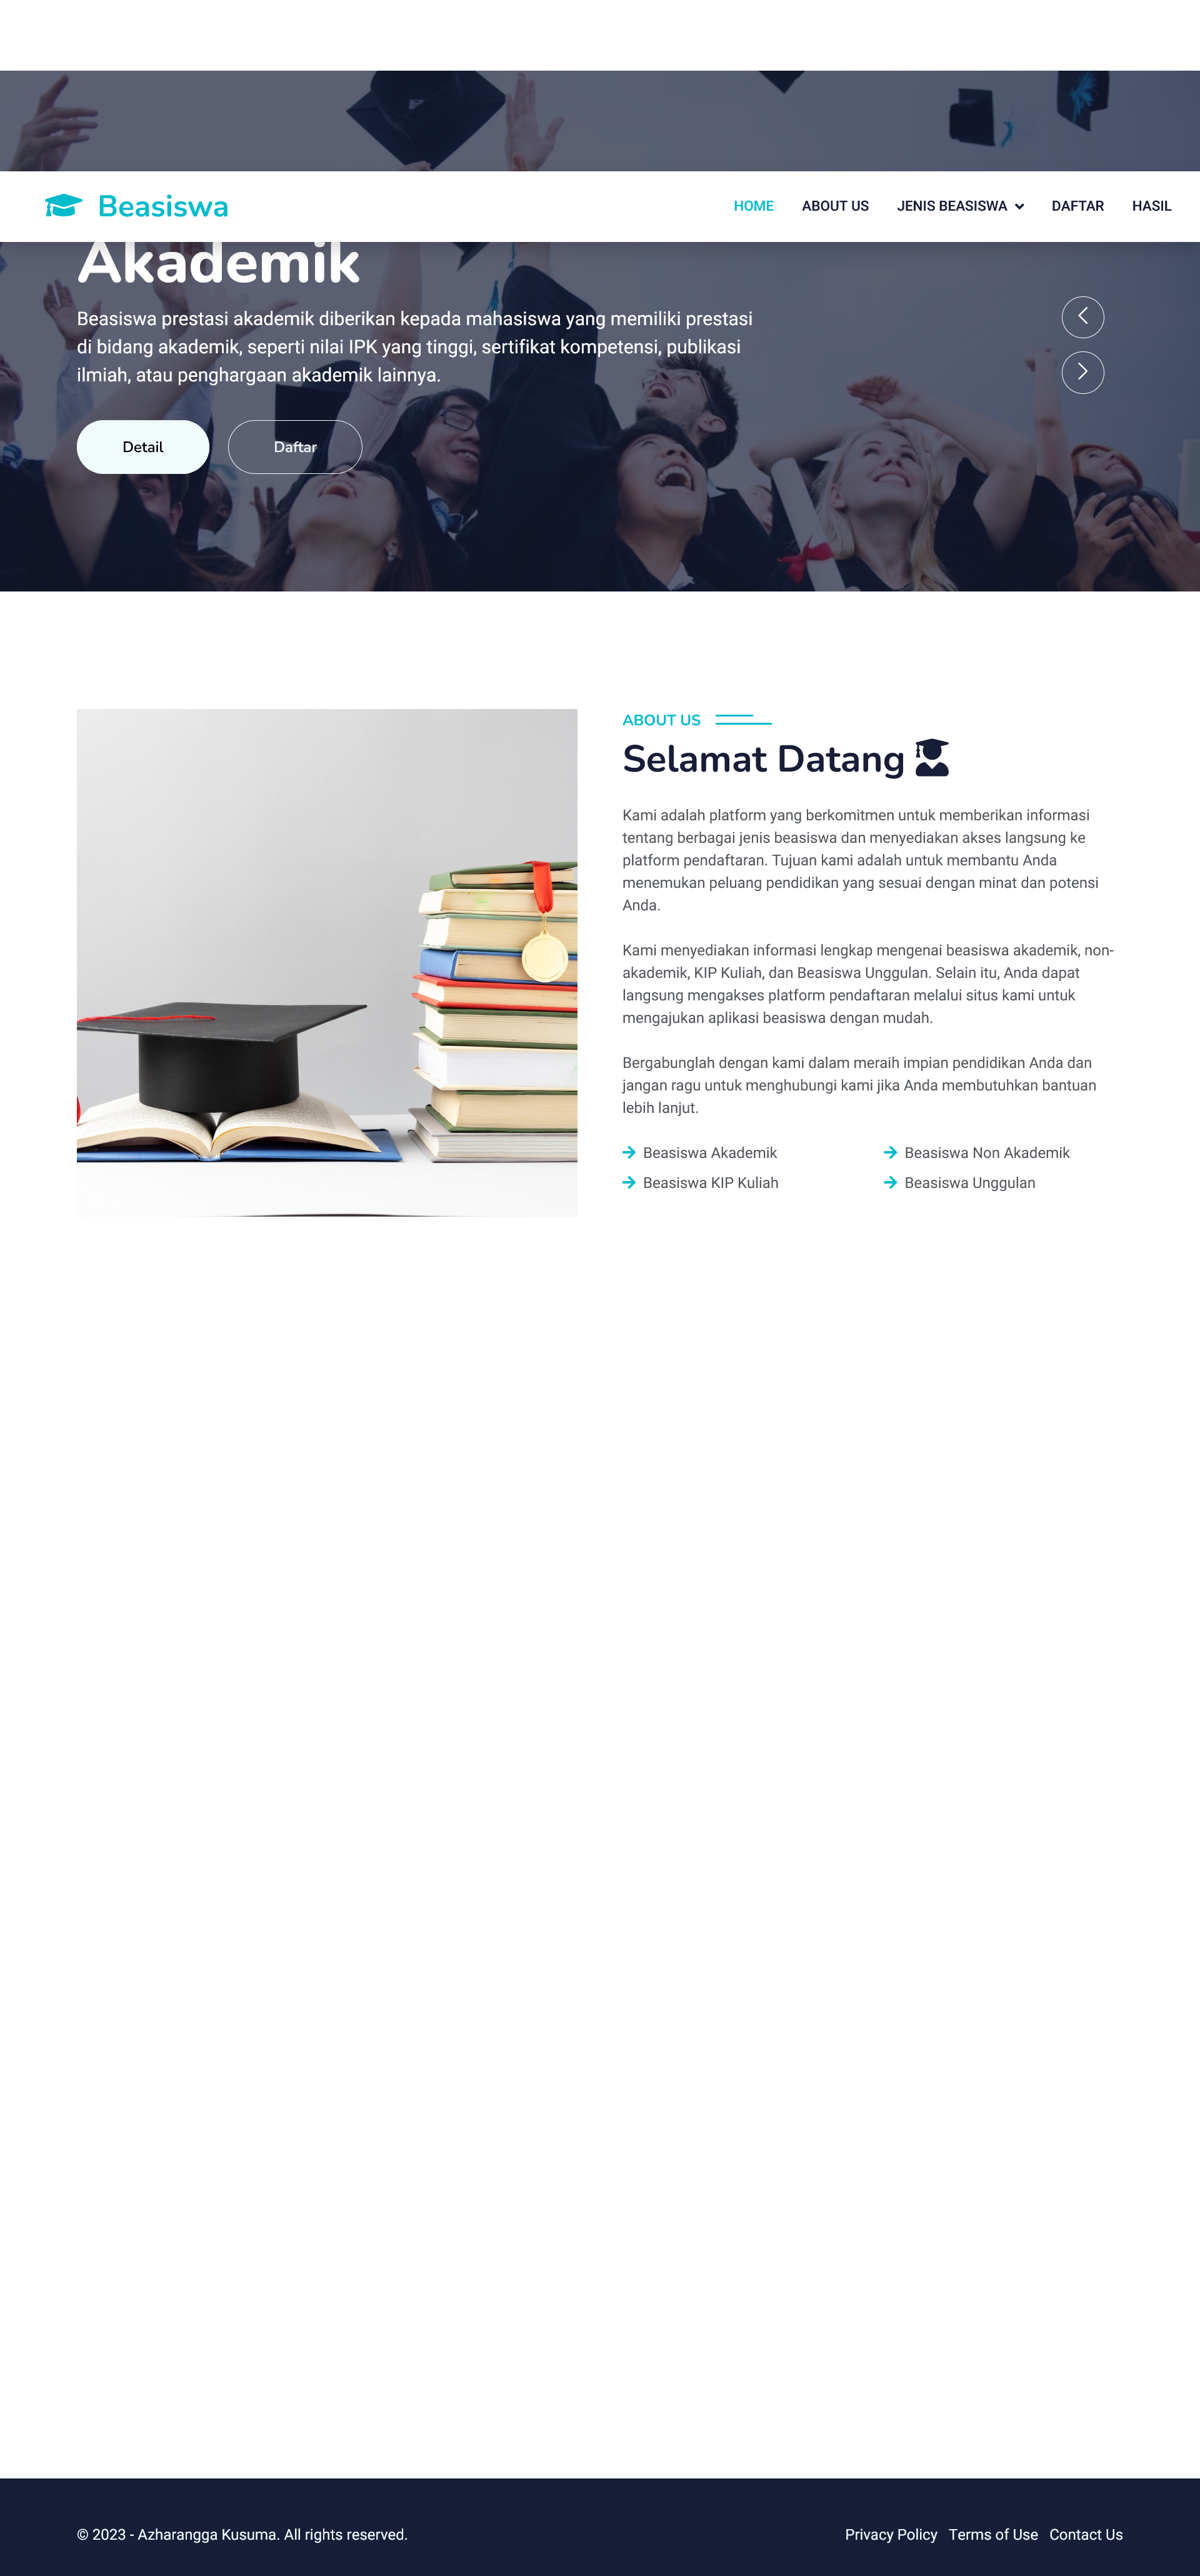 Beasiswa
HOME ABOUT US JENIS BEASISWA DAFTAR HASIL
Akademik
Beasiswa prestasi akademik diberikan kepada mahasiswa yang memiliki prestasi
di bidang akademik, seperti nilai IPK yang tinggi, sertifikat kompetensi, publikasi
ilmiah, atau penghargaan akademik lainnya.
Detail Daftar
ABOUT US
Selamat Datang
Kami adalah platform yang berkomitmen untuk memberikan informasi
tentang berbagai jenis beasiswa dan menyediakan akses langsung ke
platform pendaftaran. Tujuan kami adalah untuk membantu Anda
menemukan peluang pendidikan yang sesuai dengan minat dan potensi
Anda.
Kami menyediakan informasi lengkap mengenai beasiswa akademik, non-
akademik, KIP Kuliah, dan Beasiswa Unggulan. Selain itu, Anda dapat
langsung mengakses platform pendaftaran melalui situs kami untuk
mengajukan aplikasi beasiswa dengan mudah.
Bergabunglah dengan kami dalam meraih impian pendidikan Anda dan
jangan ragu untuk menghubungi kami jika Anda membutuhkan bantuan
lebih lanjut.
Beasiswa Akademik Beasiswa Non Akademik
Beasiswa KIP Kuliah Beasiswa Unggulan
© 2023 - Azharangga Kusuma. All rights reserved. Privacy Policy Terms of Use Contact Us